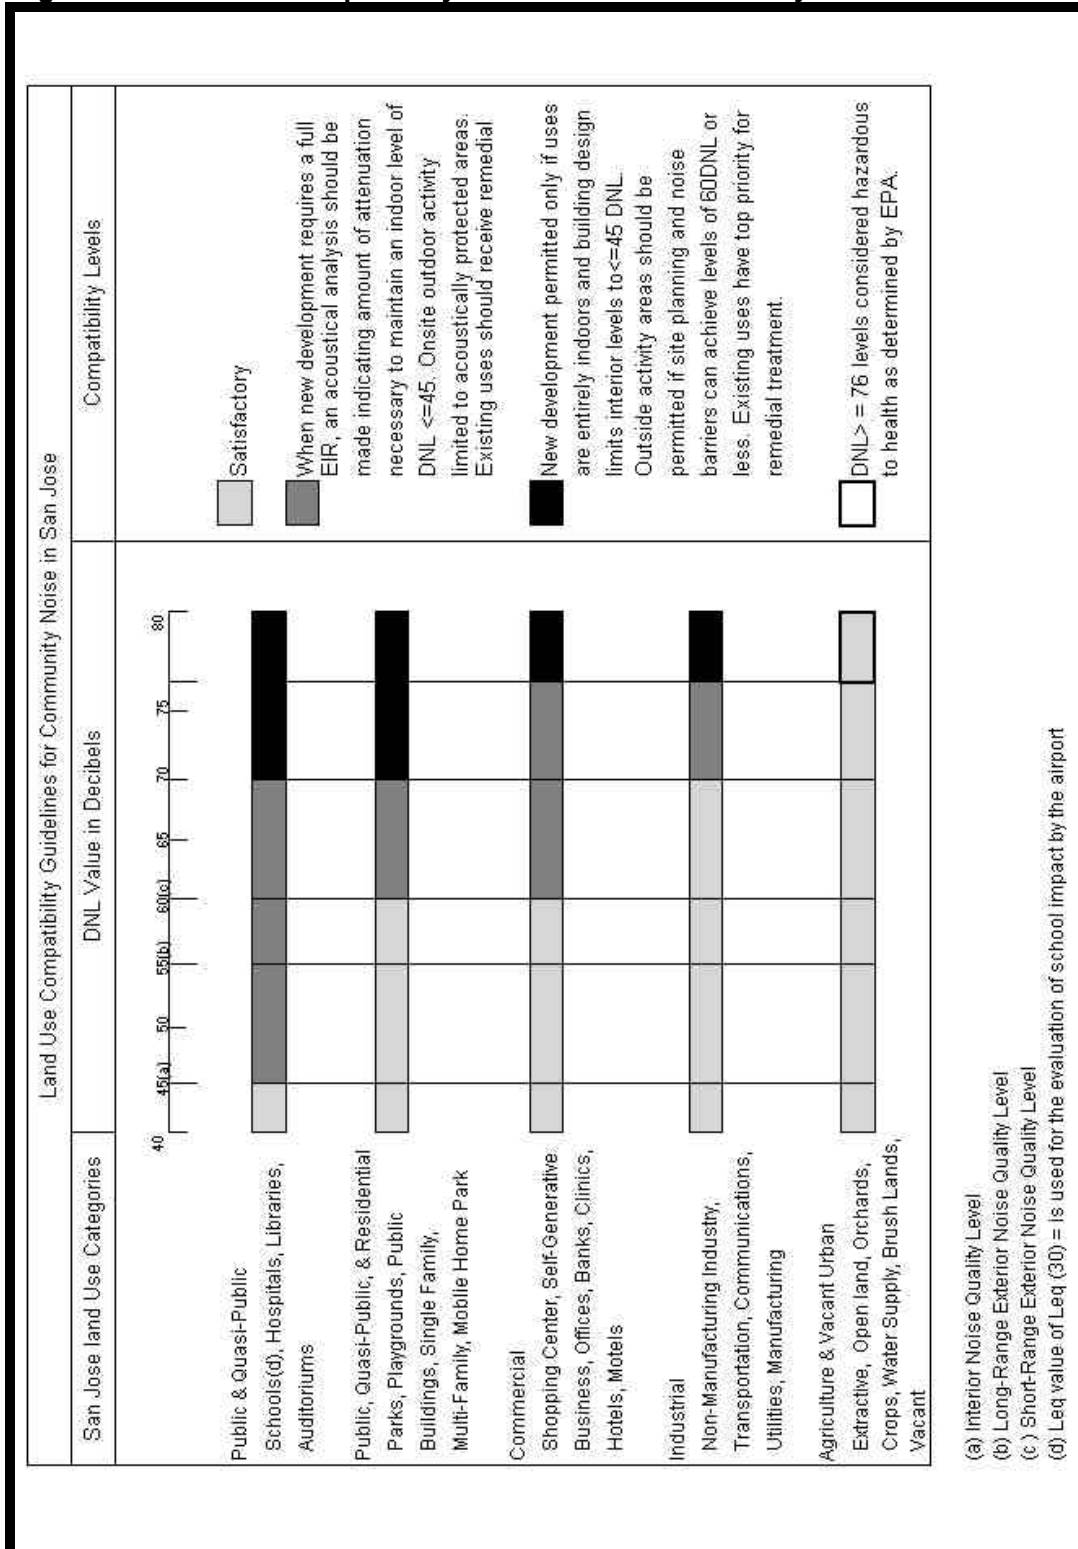 Land Use Compatibility Guidelines for Community Noise in San Jose
San Jose land Use Categories
DNL Value in Decibels
Compatibility Levels
40 45(a) 50 55(b) 60(c) 65 70 75 80
Public & Quasi-Public
Schools(d), Hospitals, Libraries,
Auditoriums
Public, Quasi-Public, & Residential
Parks, Playgrounds, Public
Buildings, Single Family,
Multi-Family, Mobile Home Park
Commercial
Shopping Center, Self-Generative
Business, Offices, Banks, Clinics,
Hotels, Motels
Industrial
Non-Manufacturing Industry,
Transportation, Communications,
Utilities, Manufacturing
Agriculture & Vacant Urban
Extractive, Open land, Orchards,
Crops, Water Supply, Brush Lands,
Vacant
Satisfactory
When new development requires a full
EIR, an acoustical analysis should be
made indicating amount of attenuation
necessary to maintain an indoor level of
DNL <=45. Onsite outdoor activity
limited to acoustically protected areas.
Existing uses should receive remedial
New development permitted only if uses
are entirely indoors and building design
limits interior levels to<=45 DNL.
Outside activity areas should be
permitted if site planning and noise
barriers can achieve levels of 60DNL or
less. Existing uses have top priority for
remedial treatment.
DNL> = 76 levels considered hazardous
to health as determined by EPA.
(a) Interior Noise Quality Level
(b) Long-Range Exterior Noise Quality Level
(c ) Short-Range Exterior Noise Quality Level
(d) Leq value of Leq (30) = is used for the evaluation of school impact by the airport